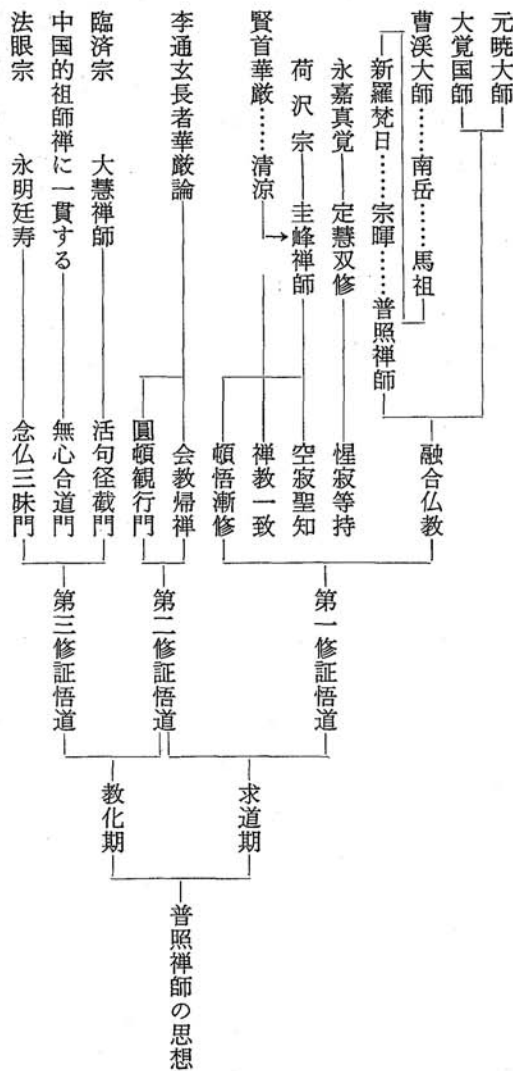 元暁大師
大覚国師
曹渓大師……南岳……馬祖
新羅梵日……宗暉……普照禅師
融合仏教
永嘉真覚 定慧双修 惺寂等持
荷沢宗 圭峰禅師 空寂聖知
賢首華厳……清涼→ 禅教一致
頓悟漸修
第一修証悟道
李通玄長者華厳論 会教帰禅
圓頓観行門
第二修証悟道
求道期
臨済宗 大慧禅師 活句径截門
中国的祖師禅に一貫する 無心合道門
法眼宗 永明廷寿 念仏三昧門
第三修証悟道
教化期
普照禅師の思想